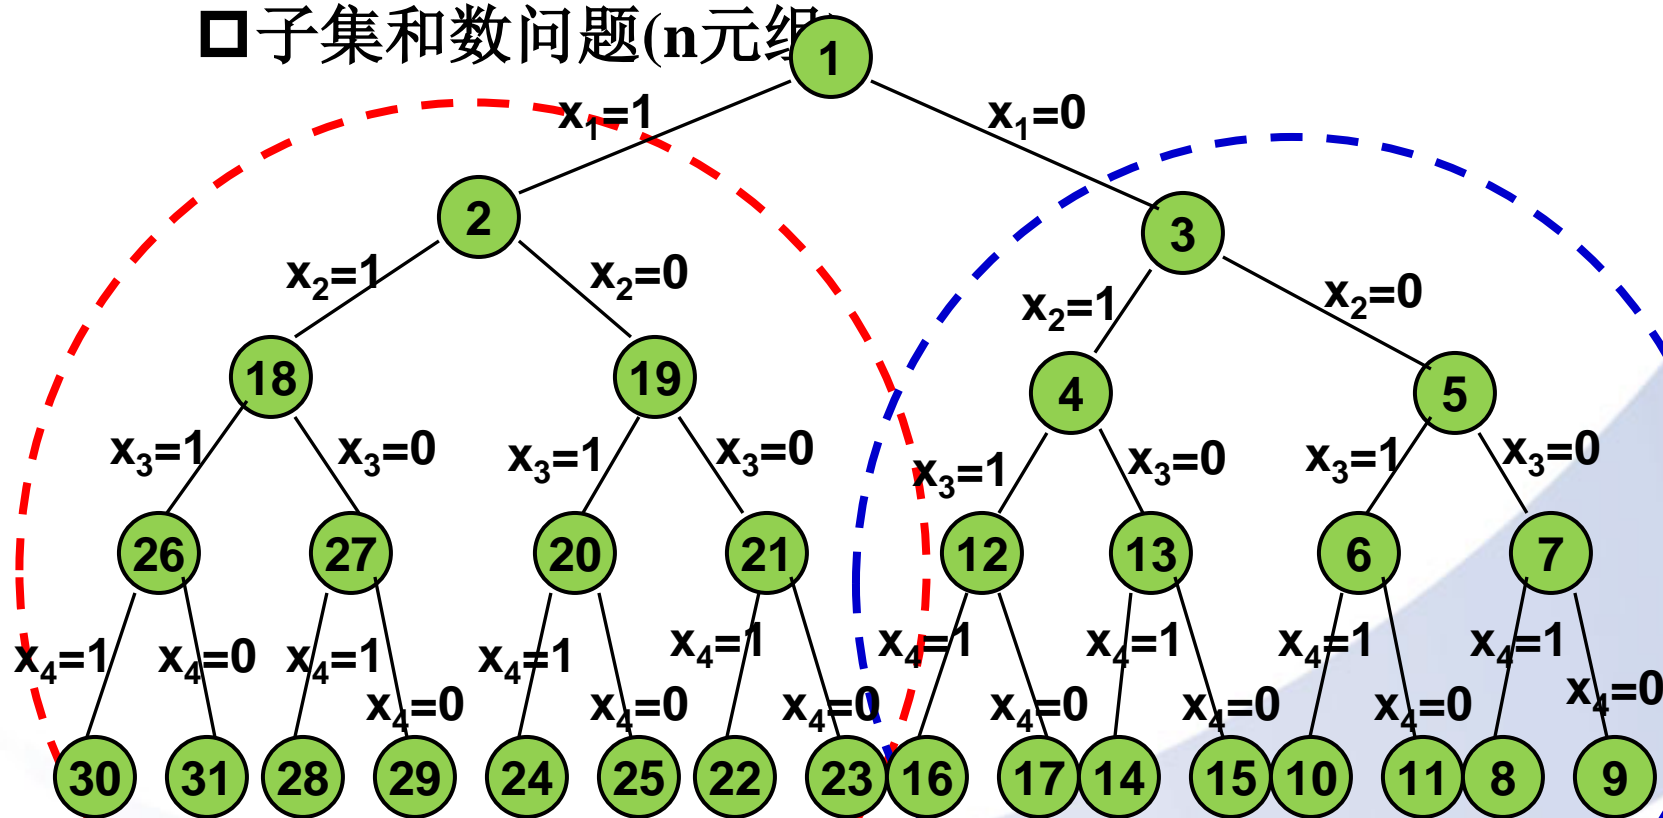 子集和数问题(n元组)
1
x₁=1 x₁=0
2 3
x₂=1 x₂=0 x₂=1 x₂=0
18 19 4 5
x₃=1 x₃=0 x₃=1 x₃=0 x₃=1 x₃=0 x₃=1 x₃=0
26 27 20 21 12 13 6 7
x₄=1 x₄=0 x₄=1 x₄=0 x₄=1 x₄=0 x₄=1 x₄=0 x₄=1 x₄=0 x₄=1 x₄=0 x₄=1 x₄=0 x₄=1 x₄=0
30 31 28 29 24 25 22 23 16 17 14 15 10 11 8 9